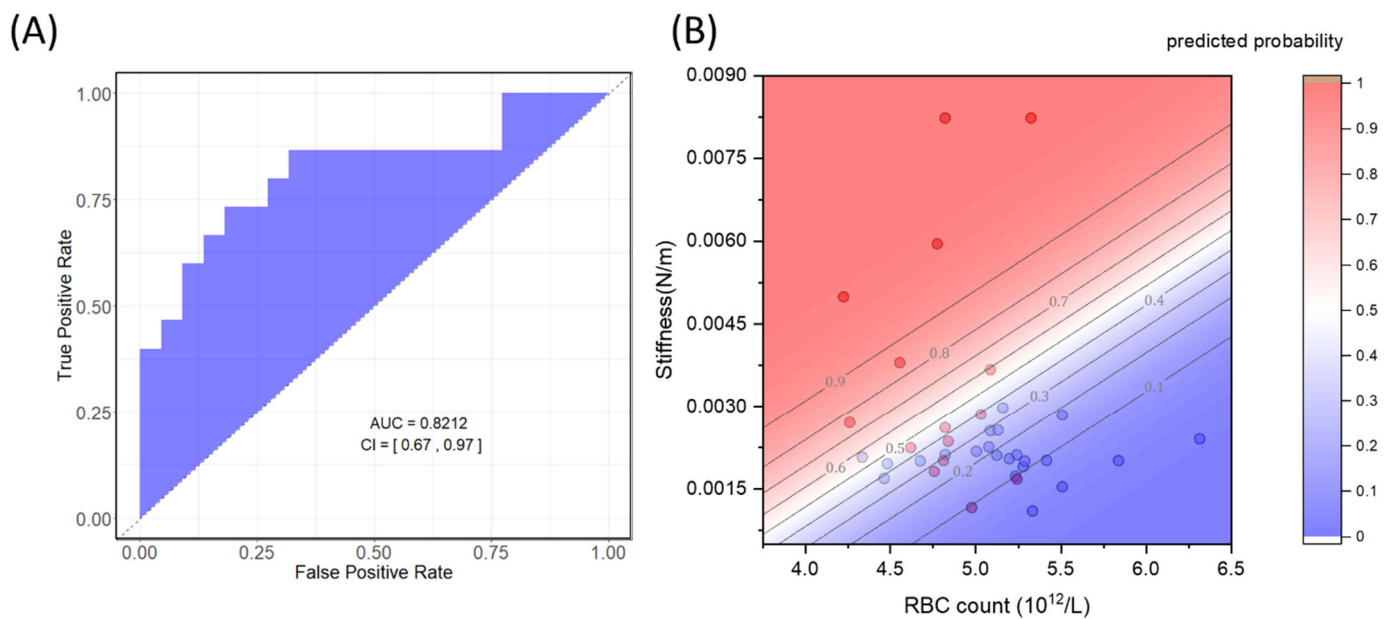 (A)
1.00
0.75
0.50
0.25
0.00
True Positive Rate
AUC = 0.8212
CI = [ 0.67 , 0.97 ]
0.00 0.25 0.50 0.75 1.00
False Positive Rate
(B)
predicted probability
0.0090
0.0075
0.0060
0.0045
0.0030
0.0015
Stiffness(N/m)
0.9
0.8
0.7
0.6
0.5
0.4
0.3
0.2
0.1
4.0 4.5 5.0 5.5 6.0 6.5
RBC count (10¹²/L)
1
0.9
0.8
0.7
0.6
0.5
0.4
0.3
0.2
0.1
0